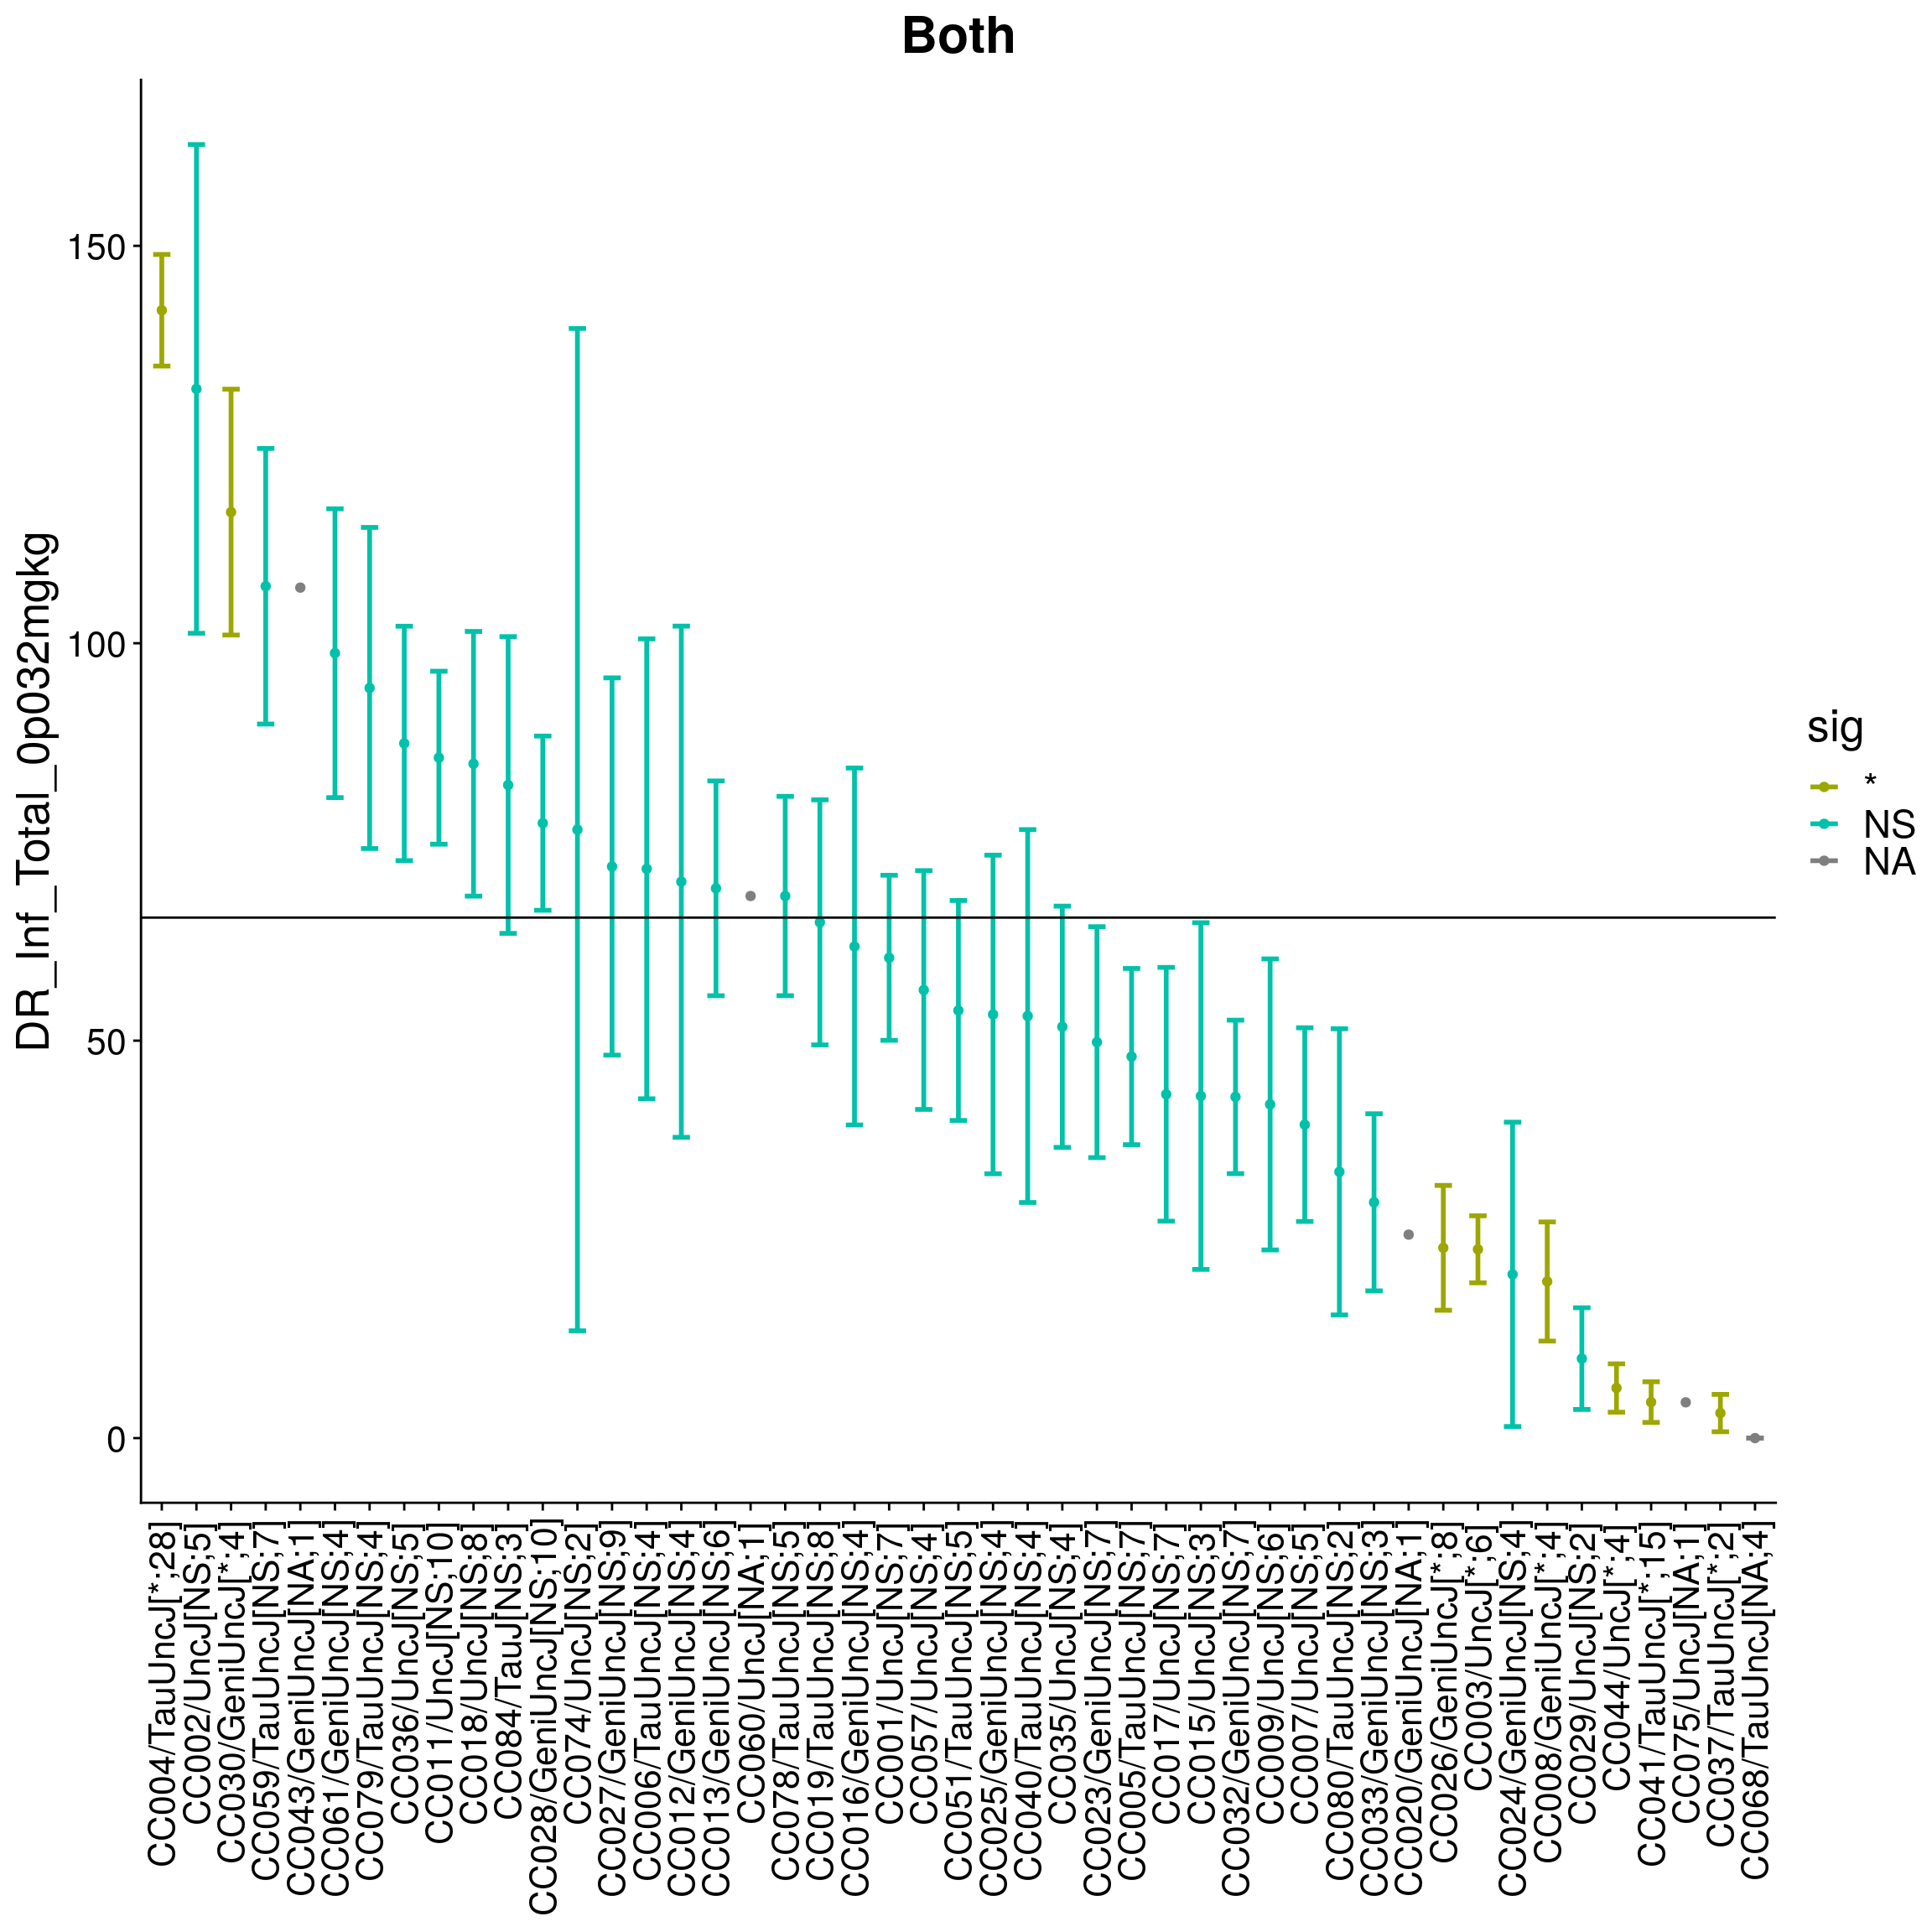 Both
DR_Inf_Total_0p032mgkg
150
100
50
0
CC004/TauUncJ[*;28]
CC002/UncJ[NS;5]
CC030/GeniUncJ[*;4]
CC059/TauUncJ[NS;7]
CC043/GeniUncJ[NA;1]
CC061/GeniUncJ[NS;4]
CC079/TauUncJ[NS;4]
CC036/UncJ[NS;5]
CC011/UncJ[NS;10]
CC018/UncJ[NS;8]
CC084/TauJ[NS;3]
CC028/GeniUncJ[NS;10]
CC074/UncJ[NS;2]
CC027/GeniUncJ[NS;9]
CC006/TauUncJ[NS;4]
CC012/GeniUncJ[NS;4]
CC013/GeniUncJ[NS;6]
CC060/UncJ[NA;1]
CC078/TauUncJ[NS;5]
CC019/TauUncJ[NS;8]
CC016/GeniUncJ[NS;4]
CC001/UncJ[NS;7]
CC057/UncJ[NS;4]
CC051/TauUncJ[NS;5]
CC025/GeniUncJ[NS;4]
CC040/TauUncJ[NS;4]
CC035/UncJ[NS;4]
CC023/GeniUncJ[NS;7]
CC005/TauUncJ[NS;7]
CC017/UncJ[NS;7]
CC015/UncJ[NS;3]
CC032/GeniUncJ[NS;7]
CC009/UncJ[NS;6]
CC007/UncJ[NS;5]
CC080/TauUncJ[NS;2]
CC033/GeniUncJ[NS;3]
CC020/GeniUncJ[NA;1]
CC026/GeniUncJ[*;8]
CC003/UncJ[*;6]
CC024/GeniUncJ[NS;4]
CC008/GeniUncJ[*;4]
CC029/UncJ[NS;2]
CC044/UncJ[*;4]
CC041/TauUncJ[*;15]
CC075/UncJ[NA;1]
CC037/TauUncJ[*;2]
CC068/TauUncJ[NA;4]
sig
*
NS
NA